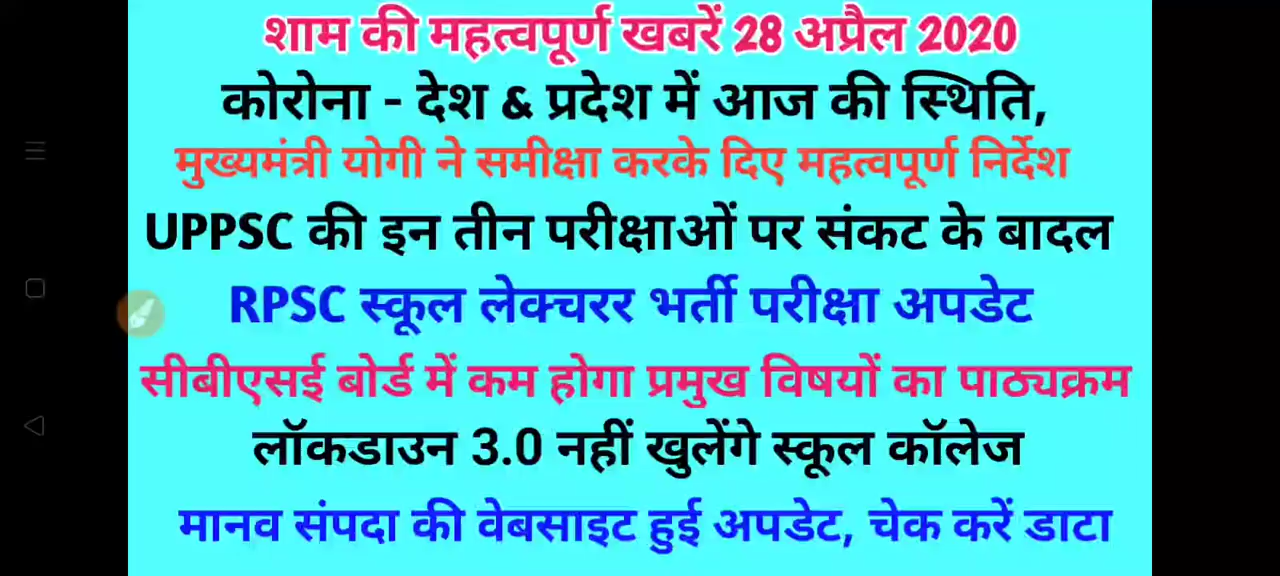 शाम की महत्वपूर्ण खबरें 28 अप्रैल 2020
कोरोना - देश & प्रदेश में आज की स्थिति,
मुख्यमंत्री योगी ने समीक्षा करके दिए महत्वपूर्ण निर्देश
UPPSC की इन तीन परीक्षाओं पर संकट के बादल
RPSC स्कूल लेक्चरर भर्ती परीक्षा अपडेट
सीबीएसई बोर्ड में कम होगा प्रमुख विषयों का पाठ्यक्रम
लॉकडाउन 3.0 नहीं खुलेंगे स्कूल कॉलेज
मानव संपदा की वेबसाइट हुई अपडेट, चेक करें डाटा